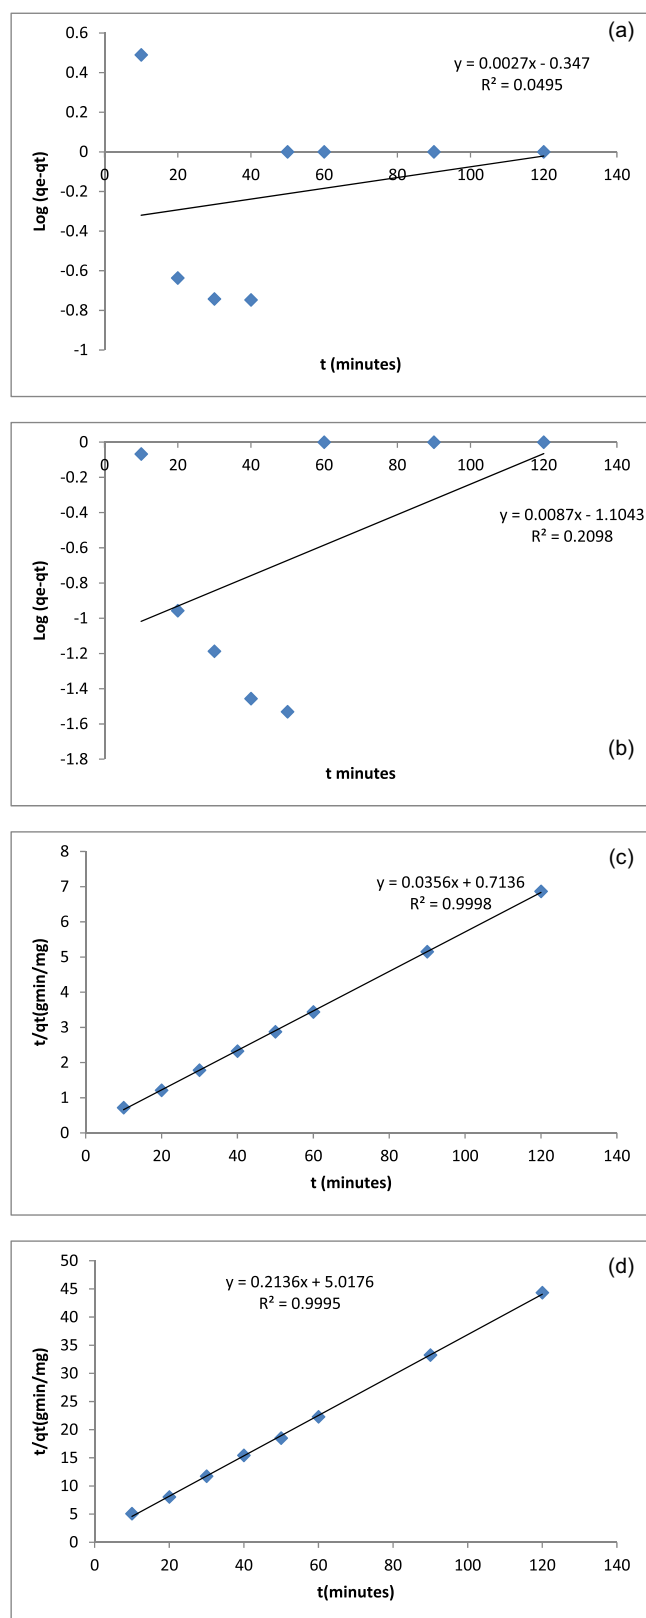 (a)
0.6
0.4
0.2
0
-0.2
-0.4
-0.6
-0.8
-1
0 20 40 60 80 100 120 140
y = 0.0027x - 0.347
R² = 0.0495
Log (qe-qt)
t (minutes)
0
-0.2
-0.4
-0.6
-0.8
-1
-1.2
-1.4
-1.6
-1.8
0 20 40 60 80 100 120 140
y = 0.0087x - 1.1043
R² = 0.2098
Log (qe-qt)
t minutes
(b)
(c)
8
7
6
5
4
3
2
1
0
y = 0.0356x + 0.7136
R² = 0.9998
t/qt(gmin/mg)
0 20 40 60 80 100 120 140
t (minutes)
(d)
50
45
40
35
30
25
20
15
10
5
0
y = 0.2136x + 5.0176
R² = 0.9995
t/qt(gmin/mg)
0 20 40 60 80 100 120 140
t(minutes)